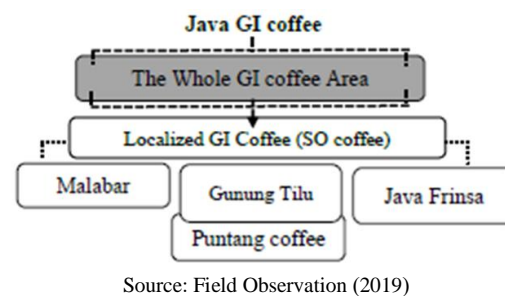 Java GI coffee
The Whole GI coffee Area
Localized GI Coffee (SO coffee)
Malabar
Gunung Tilu
Java Frinsa
Puntang coffee
Source: Field Observation (2019)